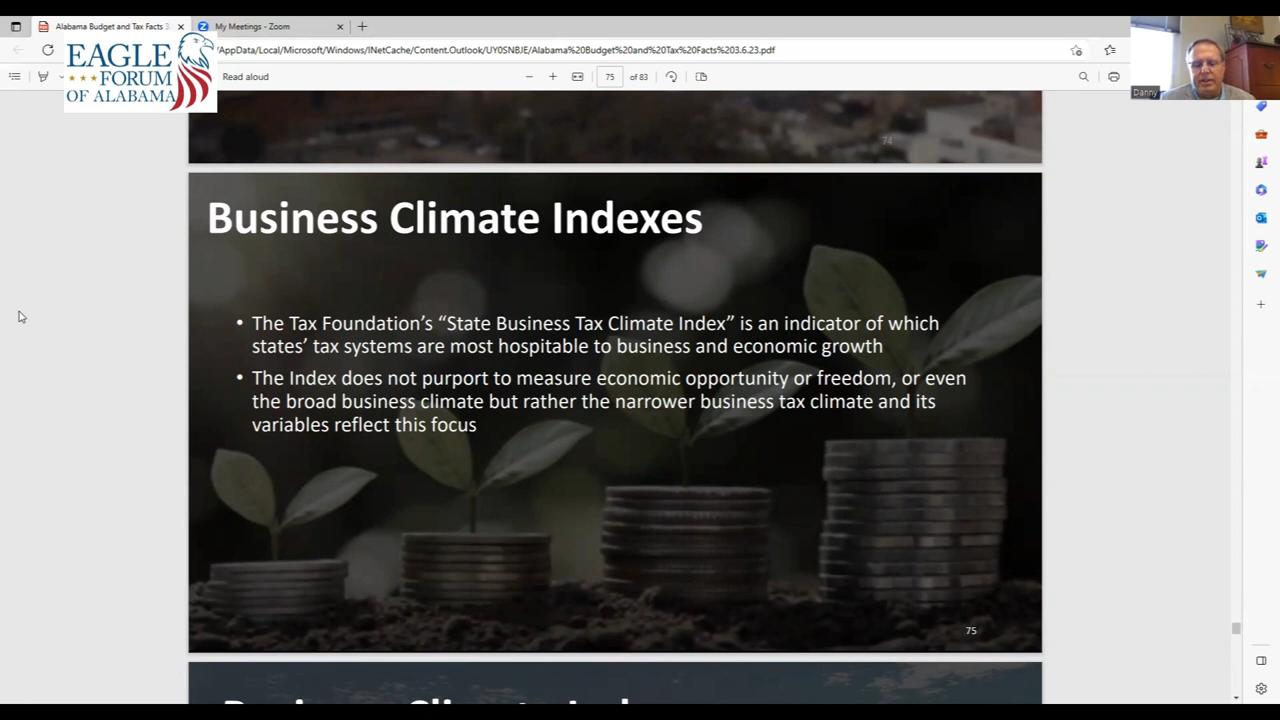 Alabama Budget and Tax Facts 3
My Meetings - Zoom
/AppData/Local/Microsoft/Windows/INetCache/Content.Outlook/UY0SNBJE/Alabama%20Budget%20and%20Tax%20Facts%203.6.23.pdf
EAGLE
FORUM
OF ALABAMA
Read aloud
75 of 83
Danny
74
Business Climate Indexes
• The Tax Foundation's “State Business Tax Climate Index” is an indicator of which
states’ tax systems are most hospitable to business and economic growth
• The Index does not purport to measure economic opportunity or freedom, or even
the broad business climate but rather the narrower business tax climate and its
variables reflect this focus
75